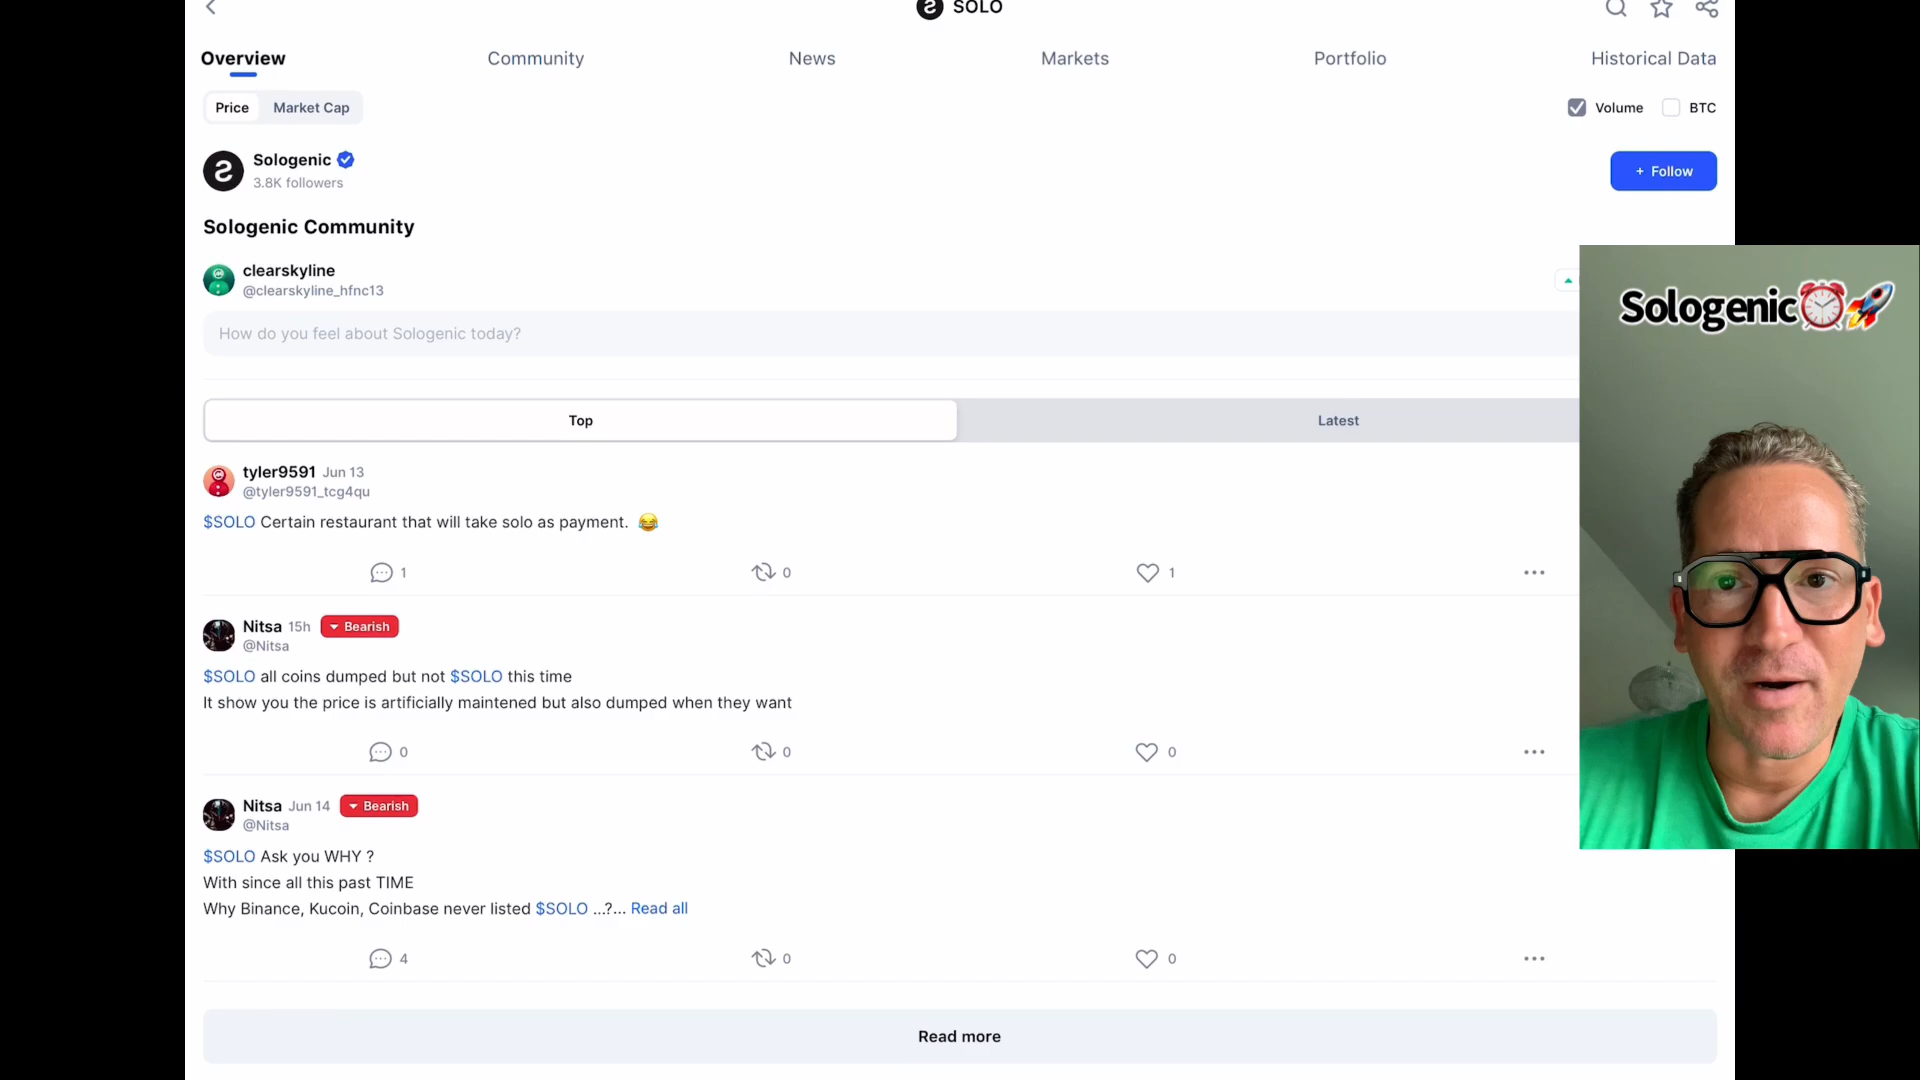 SOLO
Overview
Community
News
Markets
Portfolio
Historical Data
Price
Market Cap
Volume
BTC
Sologenic
3.8K followers
+ Follow
Sologenic Community
clearskyline
@clearskyline_hfnc13
How do you feel about Sologenic today?
Sologenic
Top
Latest
tyler9591 Jun 13
@tyler9591_tcg4qu
$SOLO Certain restaurant that will take solo as payment.
1
0
1
Nitsa 15h Bearish
@Nitsa
$SOLO all coins dumped but not $SOLO this time
It show you the price is artificially maintened but also dumped when they want
0
0
0
Nitsa Jun 14 Bearish
@Nitsa
$SOLO Ask you WHY ?
With since all this past TIME
Why Binance, Kucoin, Coinbase never listed $SOLO ...?... Read all
4
0
0
Read more